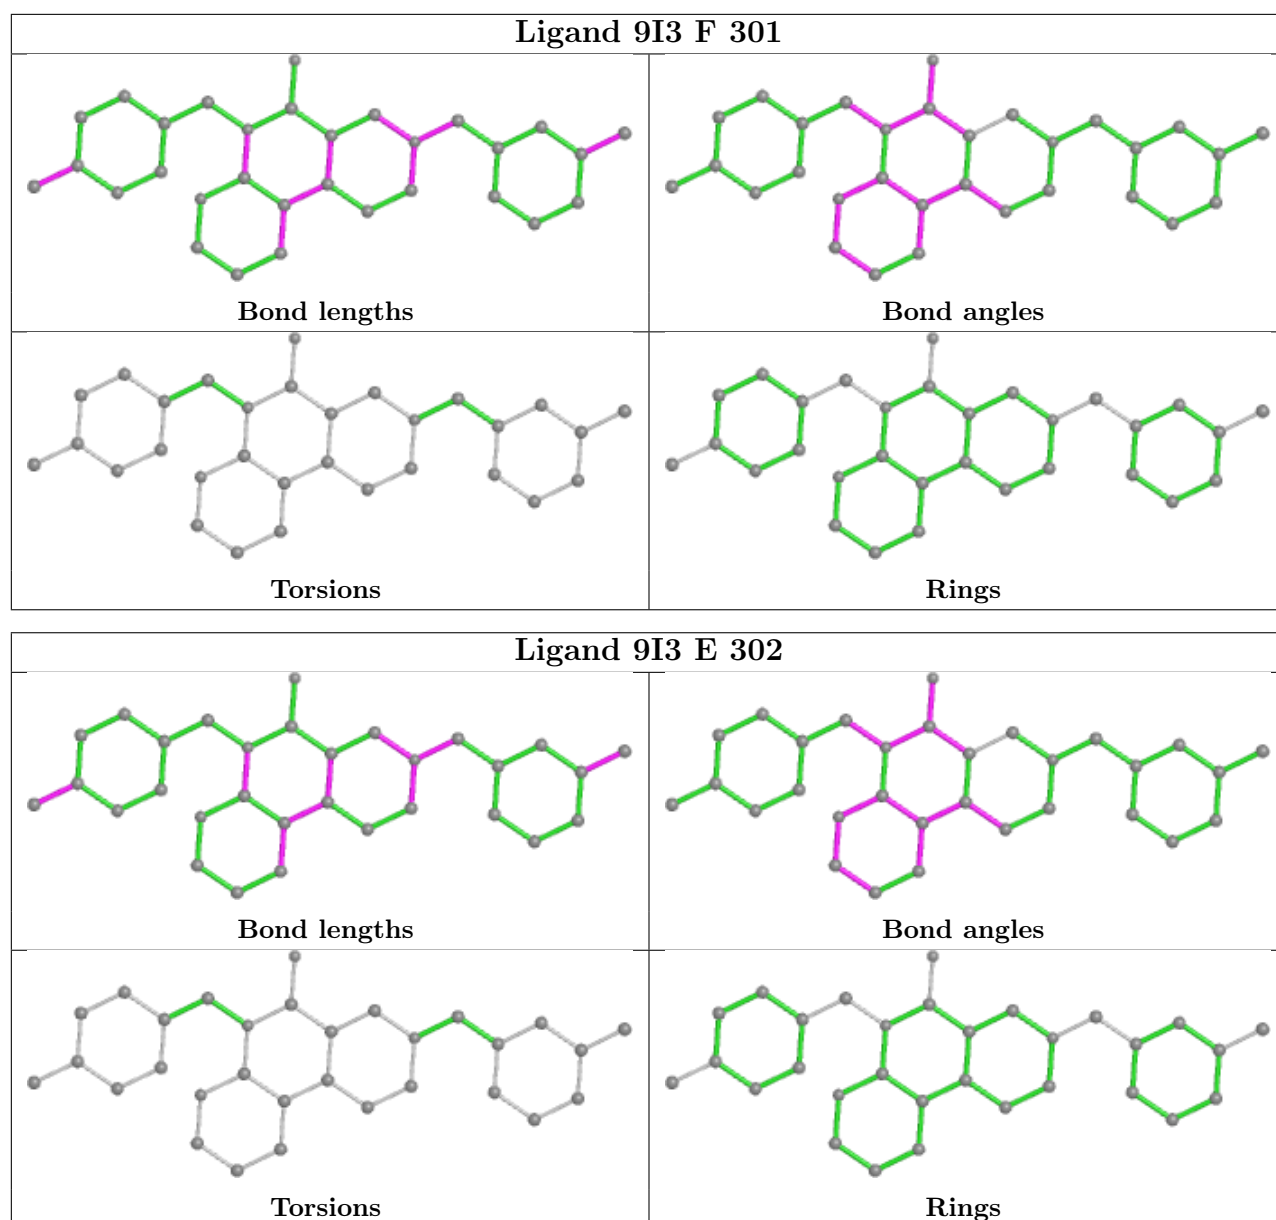 Ligand 9I3 F 301
Bond lengths
Bond angles
Torsions
Rings
Ligand 9I3 E 302
Bond lengths
Bond angles
Torsions
Rings